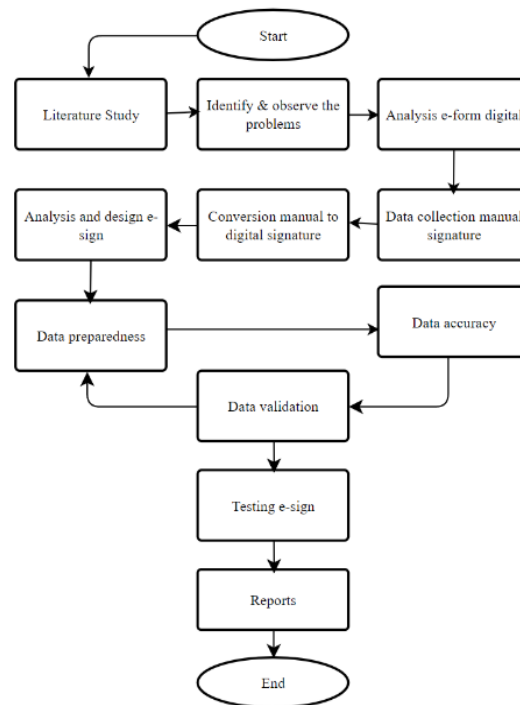 Start
Literature Study
Identify & observe the
problems
Analysis e-form digital
Analysis and design e-
sign
Conversion manual to
digital signature
Data collection manual
signature
Data preparedness
Data accuracy
Data validation
Testing e-sign
Reports
End